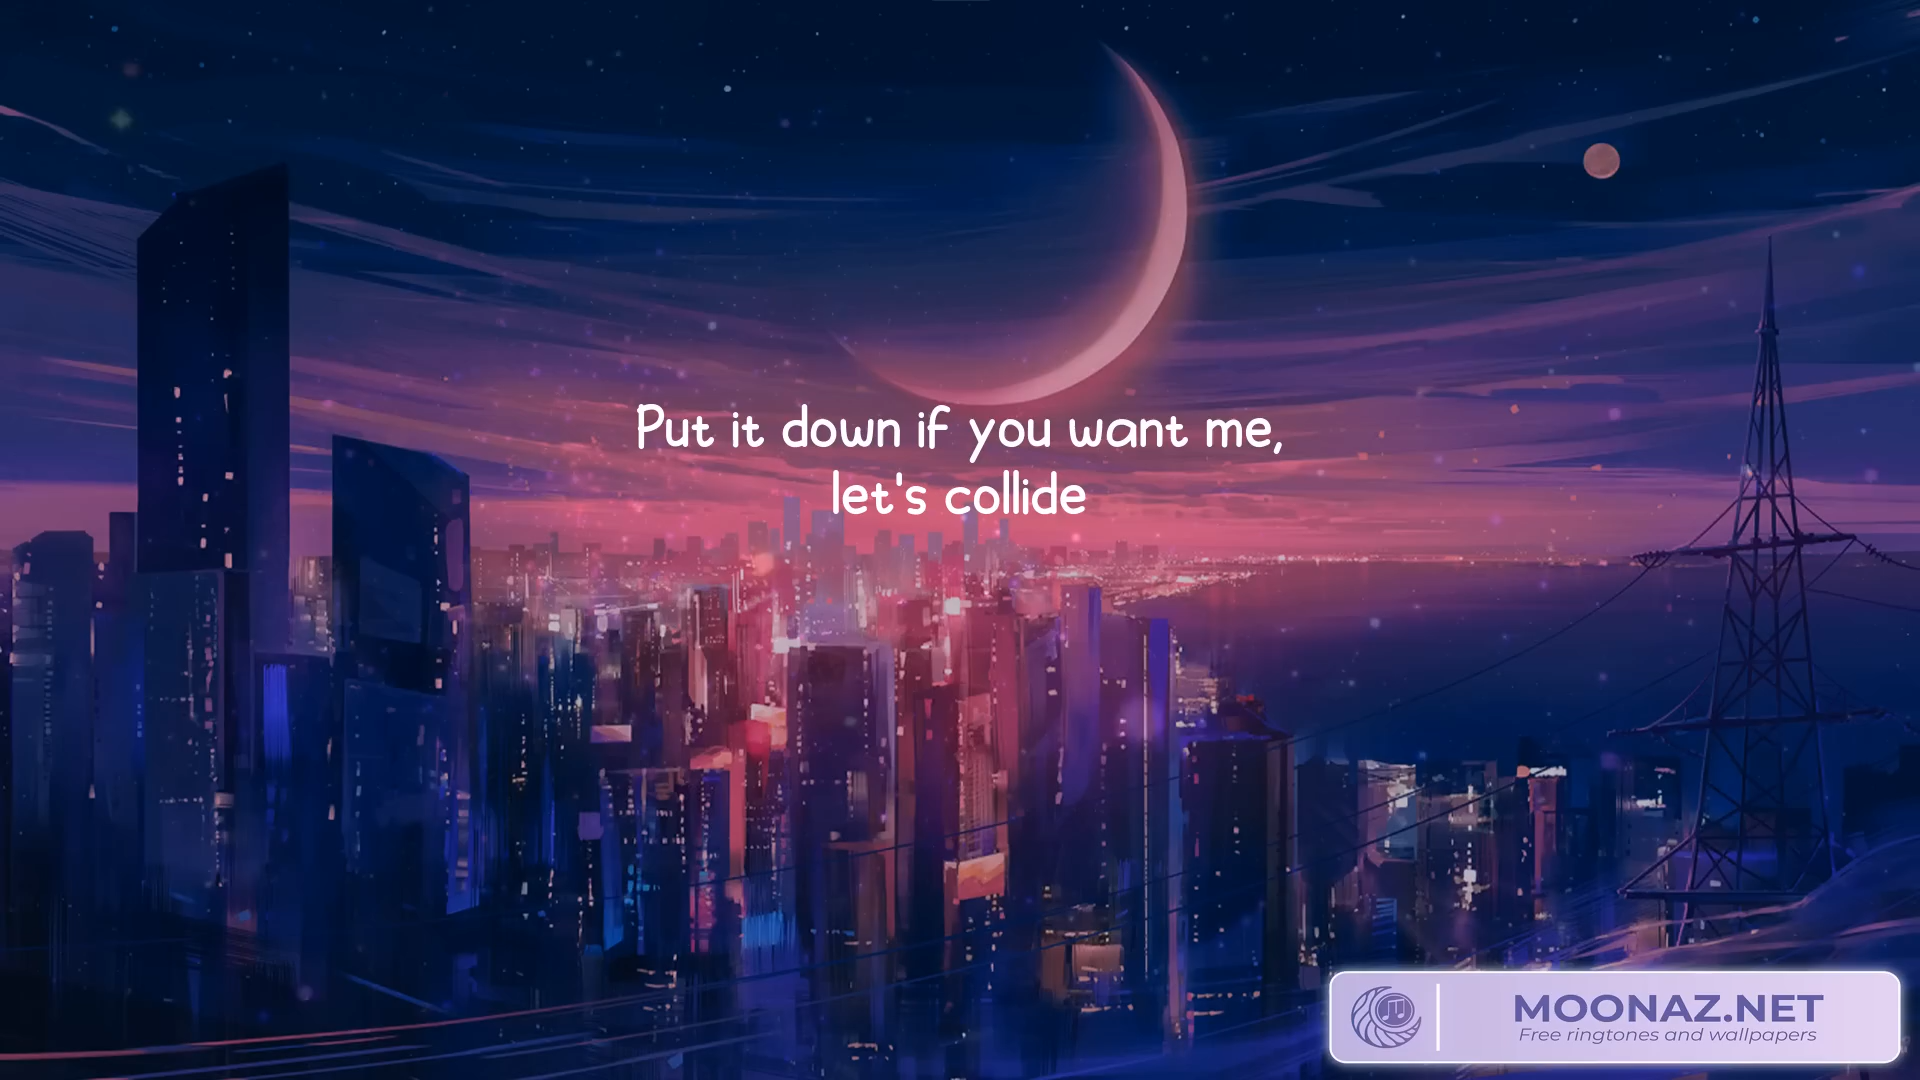 Put it down if you want me,
let's collide
MOONAZ.NET
Free ringtones and wallpapers